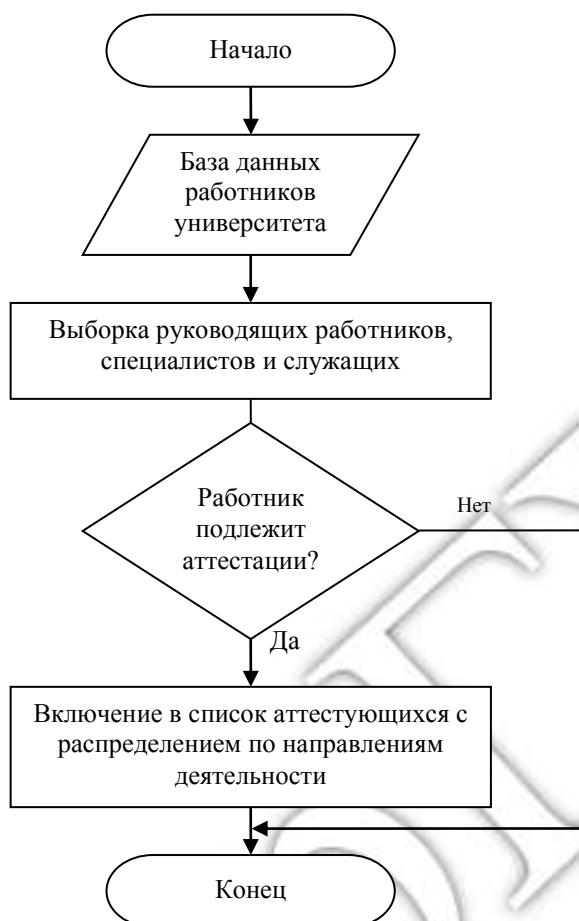 Начало
База данных
работников
университета
Выборка руководящих работников,
специалистов и служащих
Работник
подлежит
аттестации?
Нет
Да
Включение в список аттестующихся с
распределением по направлениям
деятельности
Конец